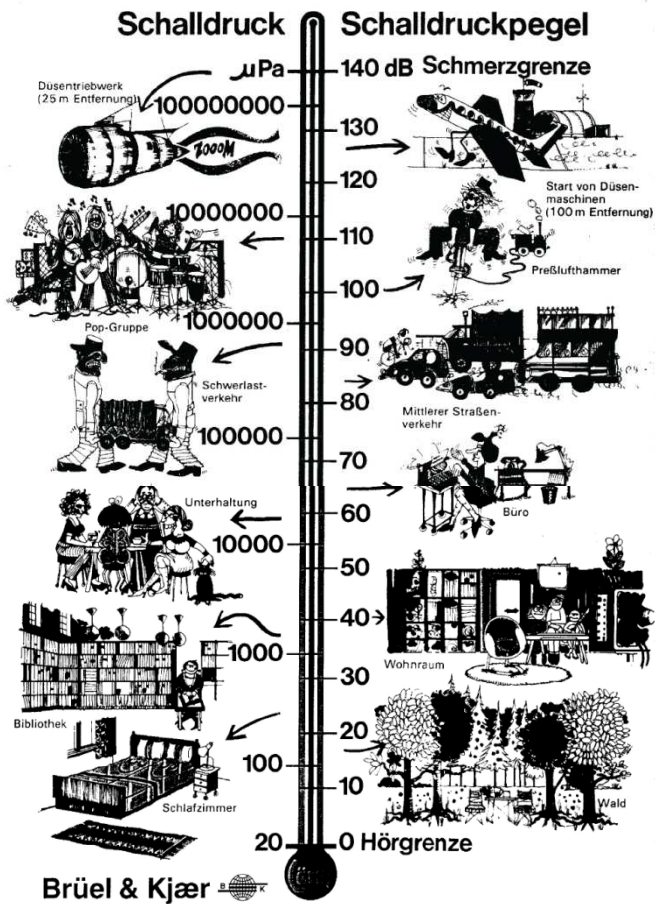 Schalldruck Schalldruckpegel
µPa 140 dB Schmerzgrenze
Düsentriebwerk
(25 m Entfernung)
100000000
130
ZOOOM
120
Start von Düsen-
maschinen
(100 m Entfernung)
10000000
110
Preßlufthammer
100
Pop-Gruppe
1000000
90
Schwerlast-
verkehr
80
Mittlerer Straßen-
verkehr
100000
70
Unterhaltung
60
Büro
10000
50
40
1000
Wohnraum
30
Bibliothek
20
100
10
Schlafzimmer
Wald
20 0 Hörgrenze
Brüel & Kjær B K